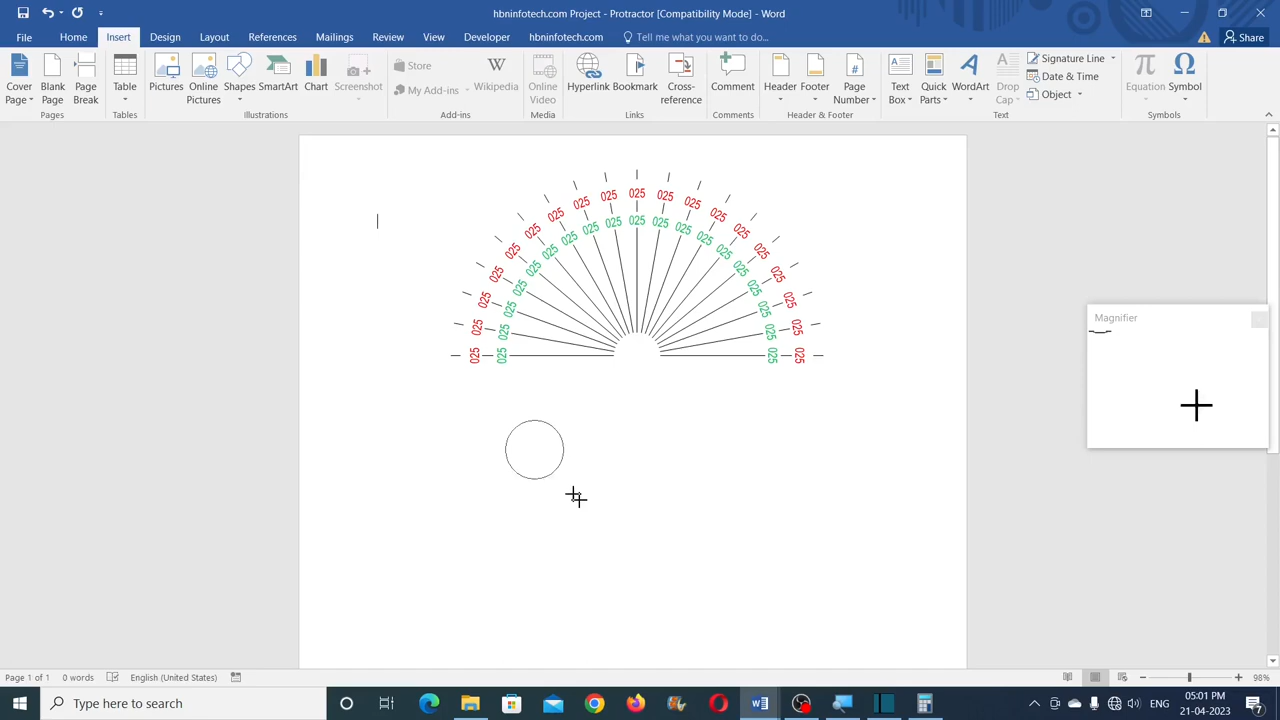 hbninfotech.com Project - Protractor [Compatibility Mode] - Word
File Home Insert Design Layout References Mailings Review View Developer hbninfotech.com Tell me what you want to do... Share
Cover Page
Blank Page
Page Break
Pages
Table
Tables
Pictures
Online Pictures
Shapes
SmartArt
Chart
Screenshot
Illustrations
Store
My Add-ins
Wikipedia
Add-ins
Online Video
Media
Hyperlink
Bookmark
Cross-reference
Links
Comment
Comments
Header
Footer
Page Number
Header & Footer
Text Box
Quick Parts
WordArt
Drop Cap
Signature Line
Date & Time
Object
Text
Equation
Symbol
Symbols
025 025 025 025 025 025 025 025 025 025 025 025 025 025 025 025 025 025 025
025 025 025 025 025 025 025 025 025 025 025 025 025 025 025 025 025 025 025
Magnifier
Page 1 of 1 0 words English (United States) 98%
Type here to search
ENG
05:01 PM
21-04-2023